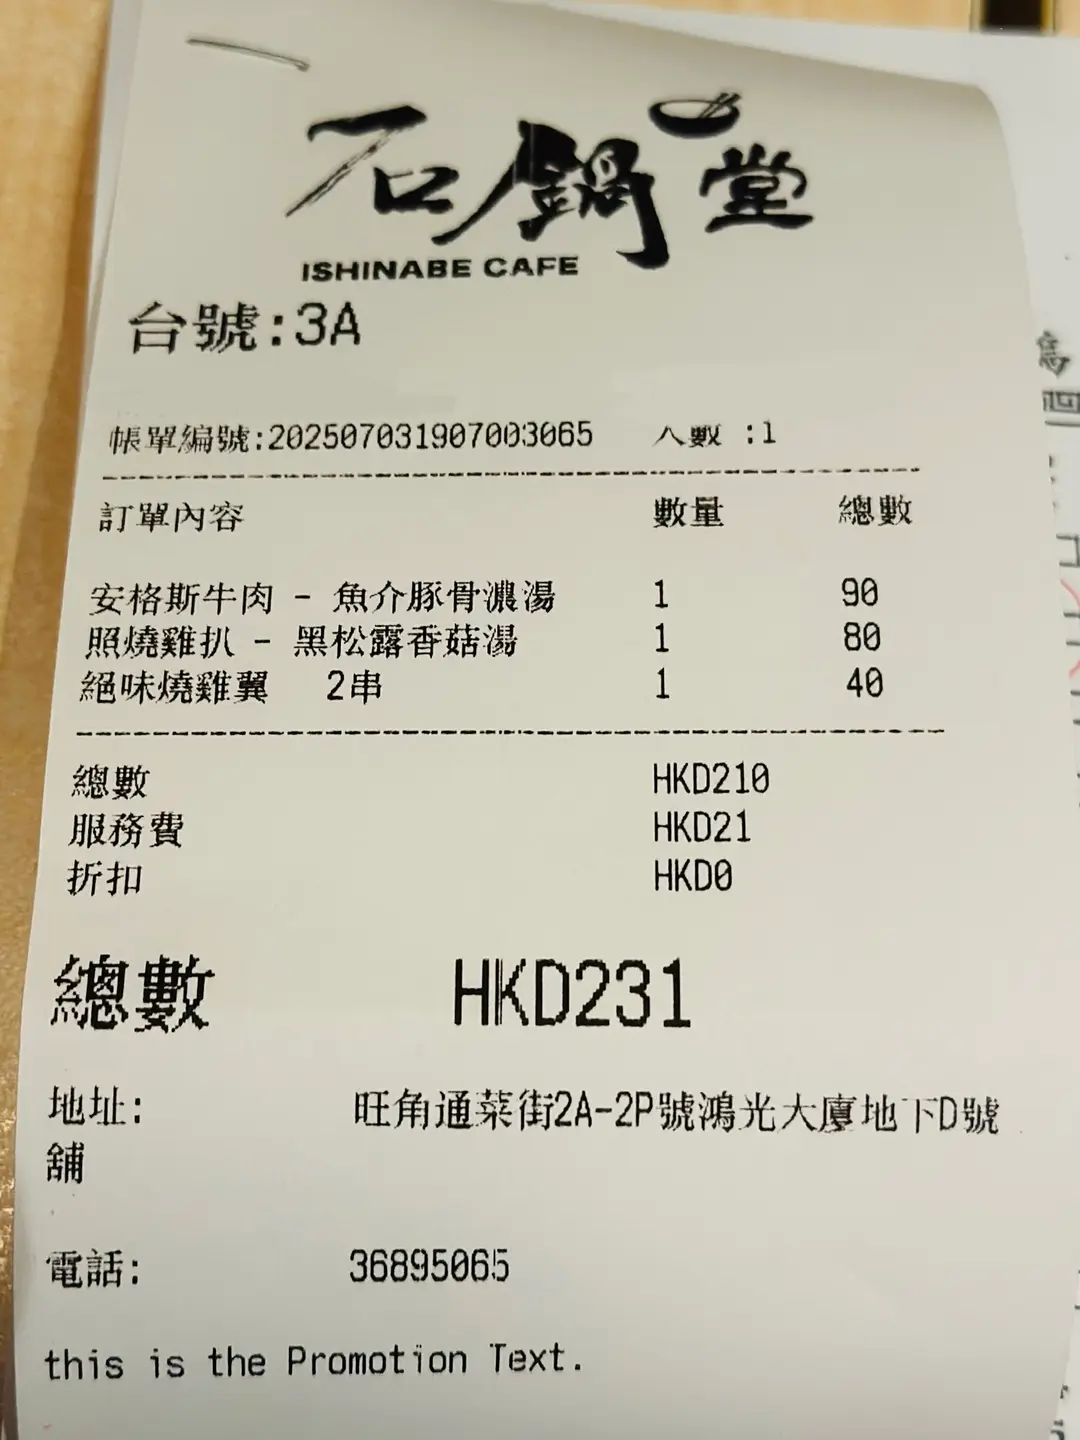 石鍋堂
ISHINABE CAFE
台號:3A
帳單編號:202507031907003065 人數 :1
訂單內容 數量 總數
安格斯牛肉 - 魚介豚骨濃湯 1 90
照燒雞扒 - 黑松露香菇湯 1 80
絕味燒雞翼 2串 1 40
總數 HKD210
服務費 HKD21
折扣 HKD0
總數 HKD231
地址: 旺角通菜街2A-2P號鴻光大廈地下D號
舖
電話: 36895065
this is the Promotion Text.